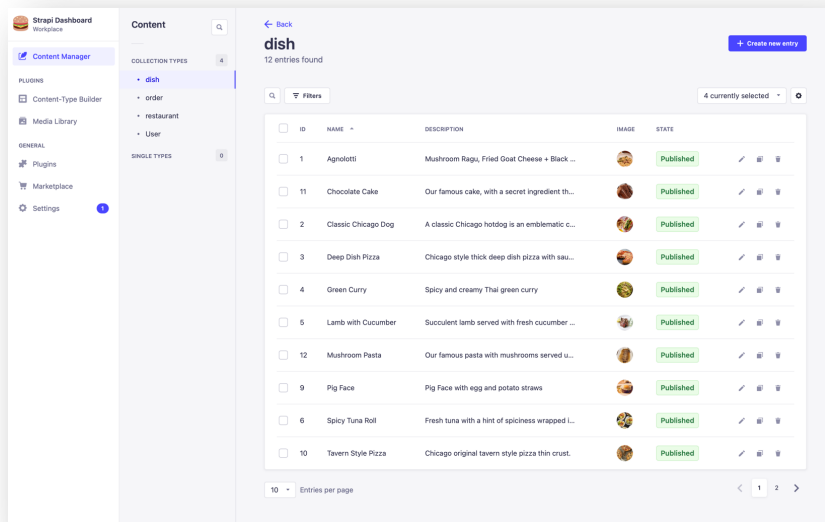 Strapi Dashboard
Workplace
Content Manager
PLUGINS
Content-Type Builder
Media Library
GENERAL
Plugins
Marketplace
Settings 1
Content
COLLECTION TYPES 4
dish
order
restaurant
User
SINGLE TYPES 0
Back
dish
12 entries found
Create new entry
Filters
4 currently selected
ID NAME DESCRIPTION IMAGE STATE
1 Agnolotti Mushroom Ragu, Fried Goat Cheese + Black ... Published
11 Chocolate Cake Our famous cake, with a secret ingredient th... Published
2 Classic Chicago Dog A classic Chicago hotdog is an emblematic c... Published
3 Deep Dish Pizza Chicago style thick deep dish pizza with sau... Published
4 Green Curry Spicy and creamy Thai green curry Published
5 Lamb with Cucumber Succulent lamb served with fresh cucumber ... Published
12 Mushroom Pasta Our famous pasta with mushrooms served u... Published
9 Pig Face Pig Face with egg and potato straws Published
6 Spicy Tuna Roll Fresh tuna with a hint of spiciness wrapped i... Published
10 Tavern Style Pizza Chicago original tavern style pizza thin crust. Published
10 Entries per page
1 2